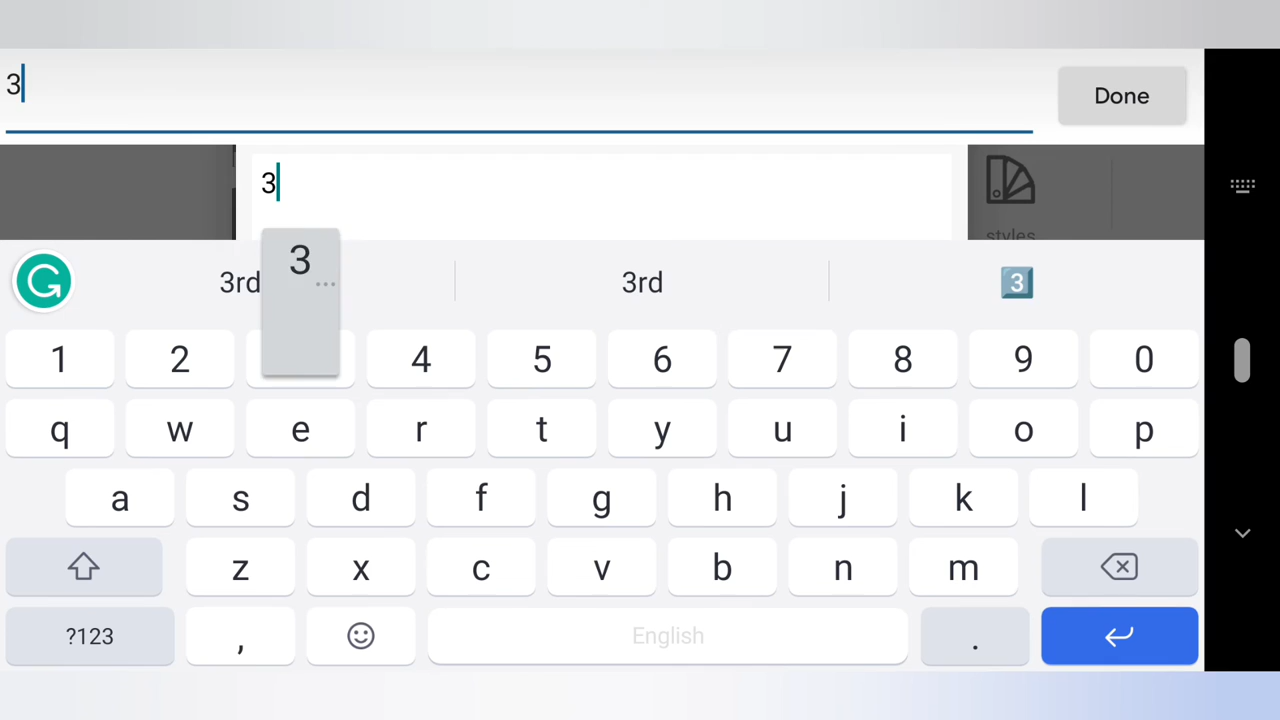 3
Done
3
styles
3
3rd
3rd
3
1 2 4 5 6 7 8 9 0
q w e r t y u i o p
a s d f g h j k l
z x c v b n m
?123 , English .